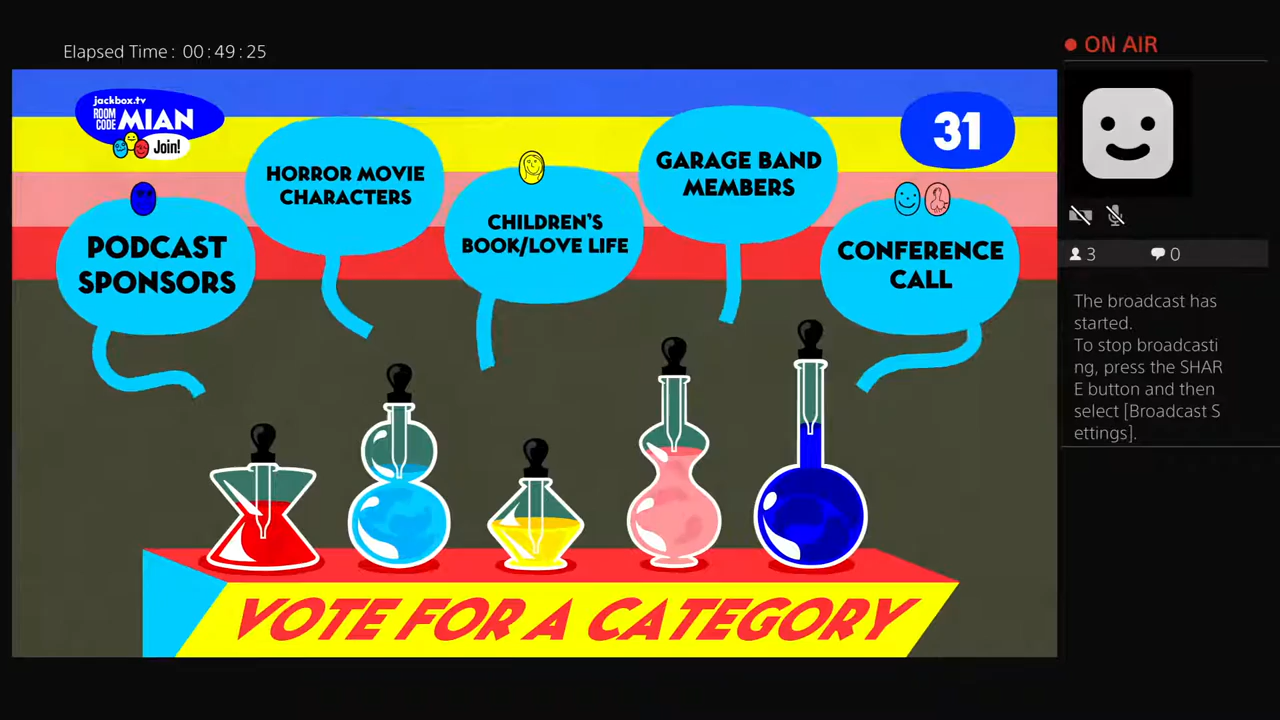 Elapsed Time : 00:49:25
ON AIR
jackbox.tv
ROOM CODE MIAN
Join!
31
PODCAST
SPONSORS
HORROR MOVIE
CHARACTERS
CHILDREN'S
BOOK/LOVE LIFE
GARAGE BAND
MEMBERS
CONFERENCE
CALL
VOTE FOR A CATEGORY
3
0
The broadcast has
started.
To stop broadcasti
ng, press the SHAR
E button and then
select [Broadcast S
ettings].